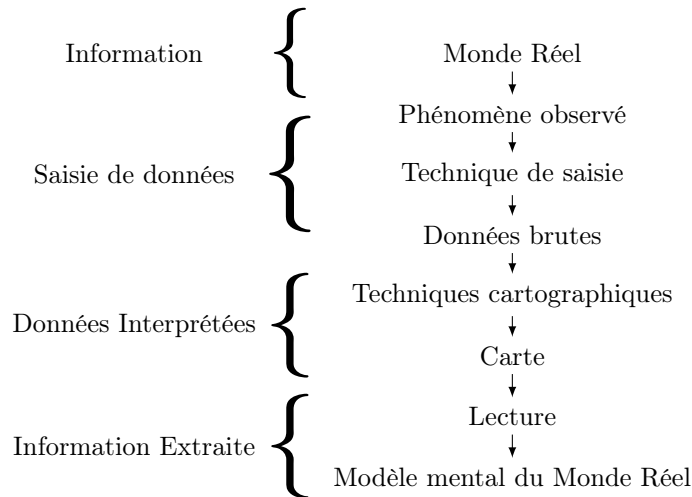 Information
Monde Réel
Phénomène observé
Saisie de données
Technique de saisie
Données brutes
Techniques cartographiques
Données Interprétées
Carte
Lecture
Information Extraite
Modèle mental du Monde Réel